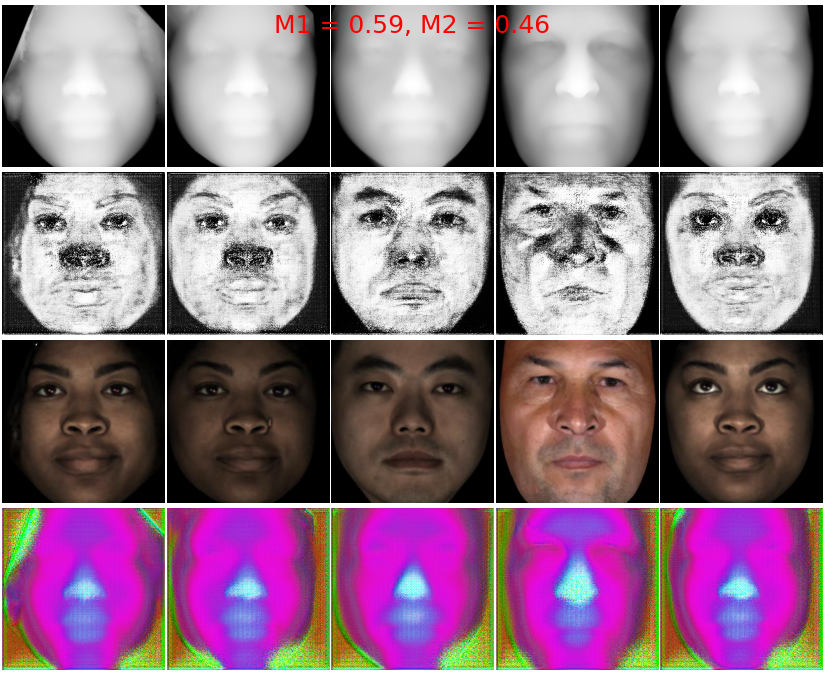 M1 = 0.59, M2 = 0.46